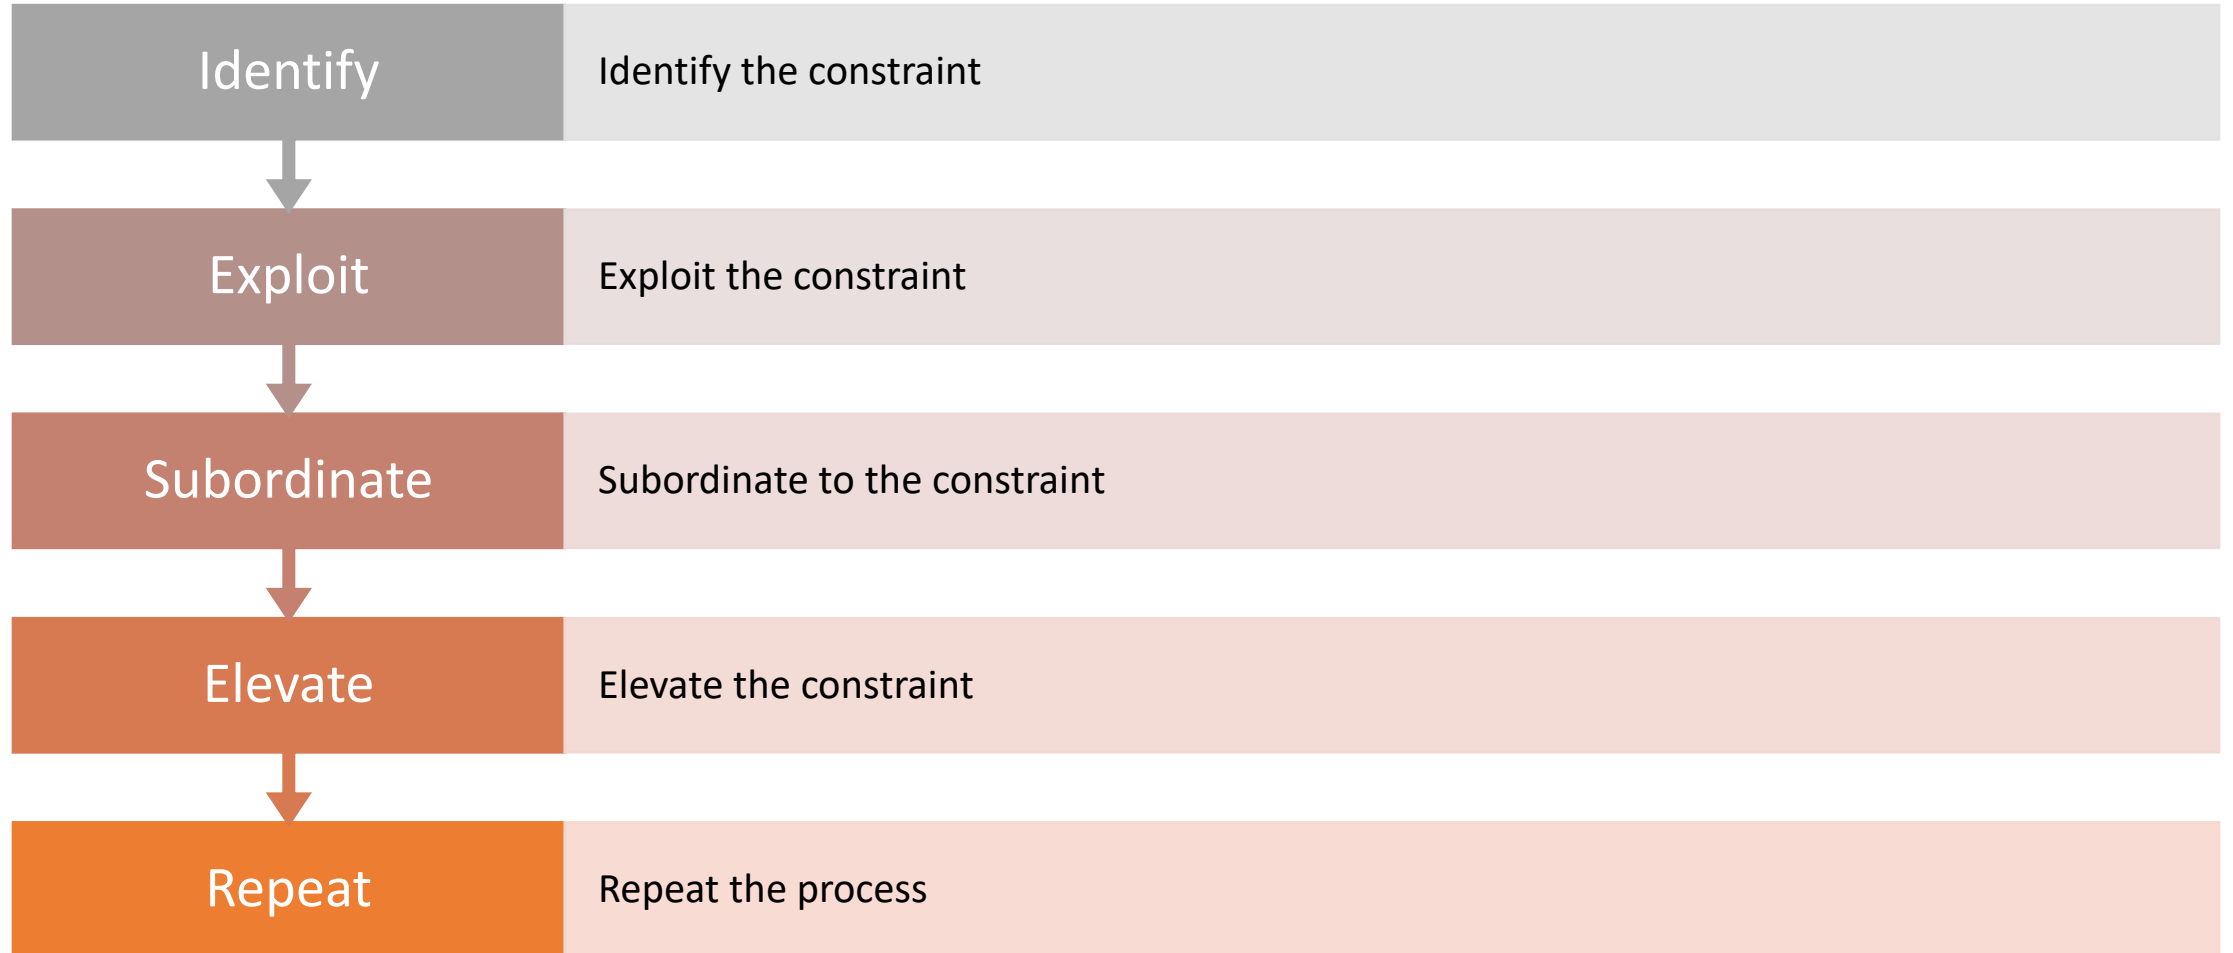 Identify
Identify the constraint
Exploit
Exploit the constraint
Subordinate
Subordinate to the constraint
Elevate
Elevate the constraint
Repeat
Repeat the process